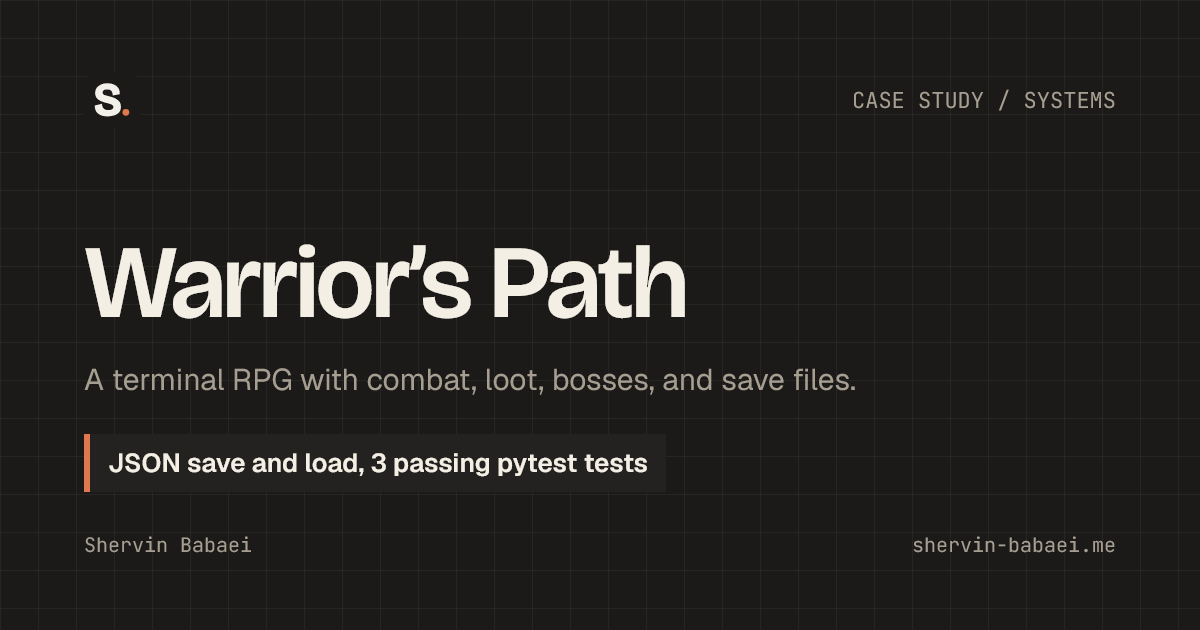 S.
CASE STUDY / SYSTEMS
Warrior’s Path
A terminal RPG with combat, loot, bosses, and save files.
JSON save and load, 3 passing pytest tests
Shervin Babaei
shervin-babaei.me